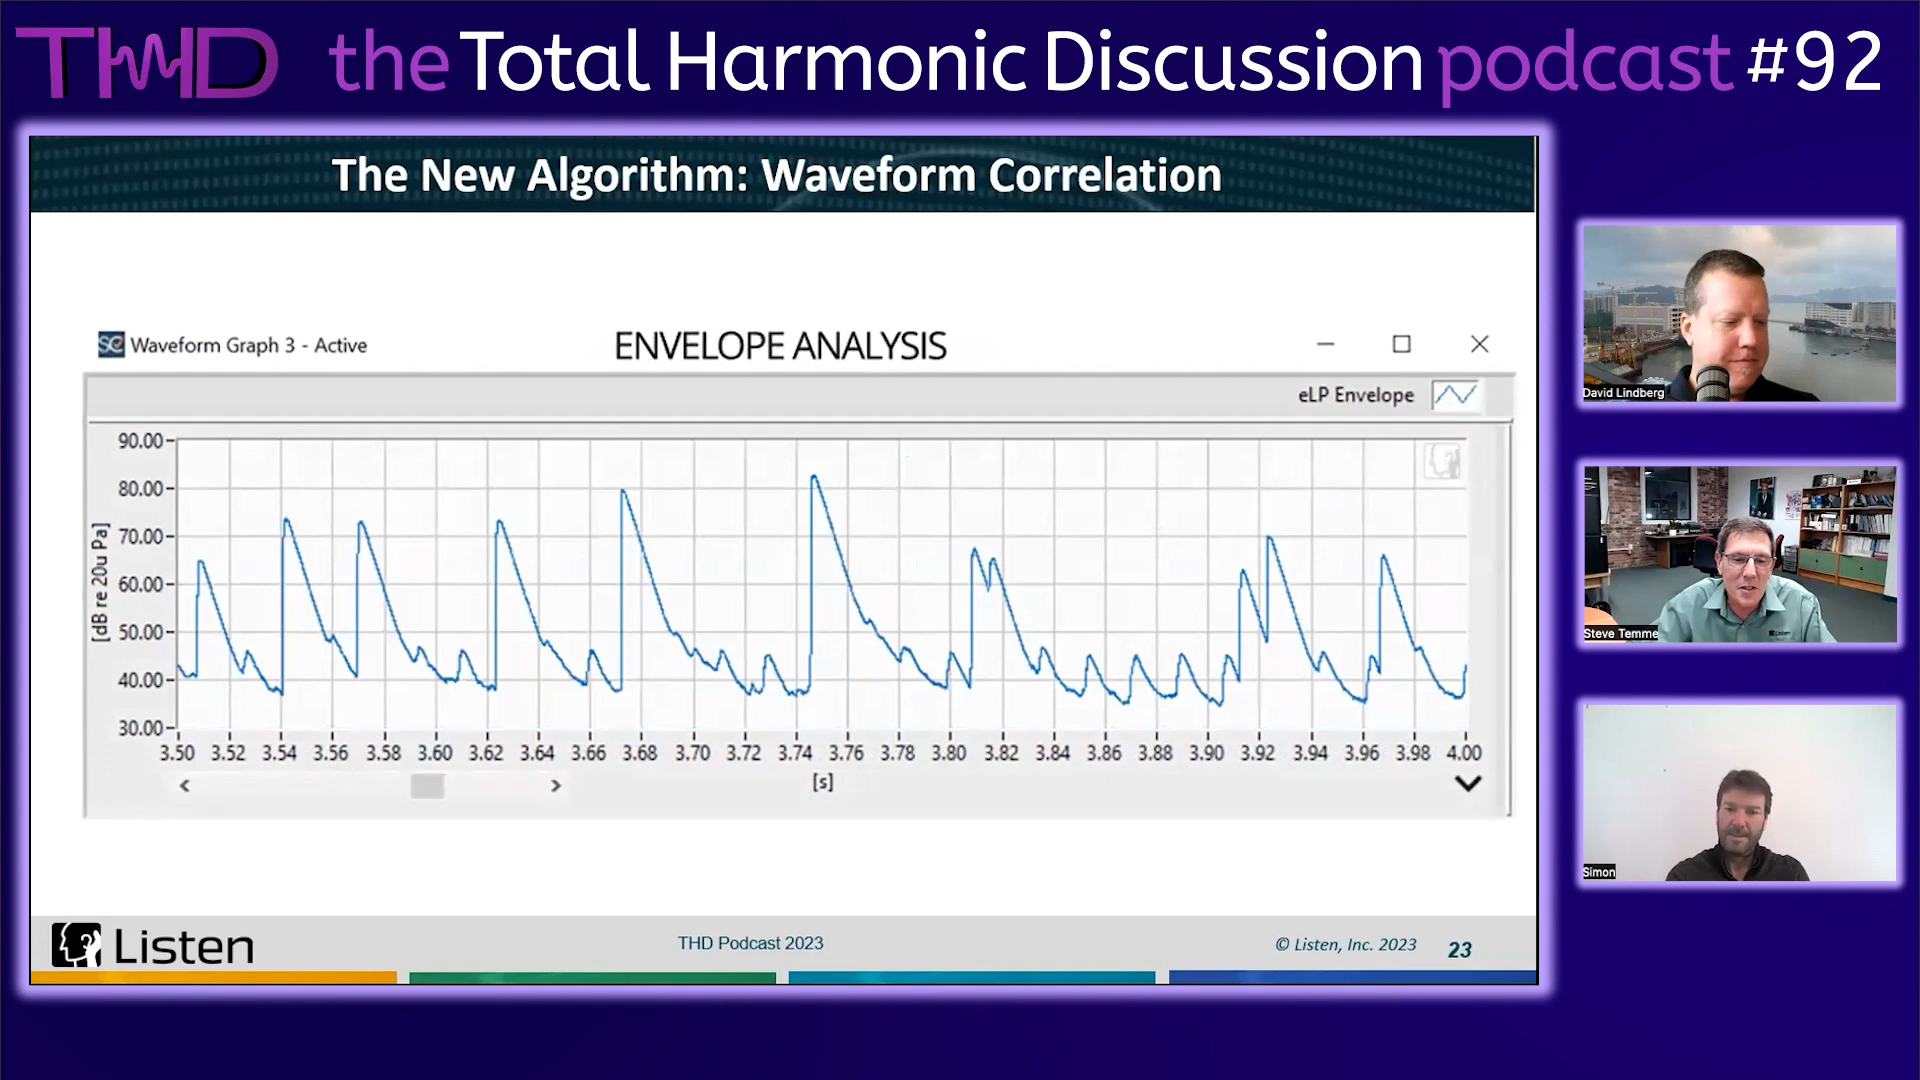 THD the Total Harmonic Discussion podcast #92
The New Algorithm: Waveform Correlation
SC Waveform Graph 3 - Active
ENVELOPE ANALYSIS
eLP Envelope
[dB re 20u Pa]
90.00
80.00
70.00
60.00
50.00
40.00
30.00
3.50 3.52 3.54 3.56 3.58 3.60 3.62 3.64 3.66 3.68 3.70 3.72 3.74 3.76 3.78 3.80 3.82 3.84 3.86 3.88 3.90 3.92 3.94 3.96 3.98 4.00
[s]
Listen
THD Podcast 2023
© Listen, Inc. 2023
23
David Lindberg
Steve Temme
Simon